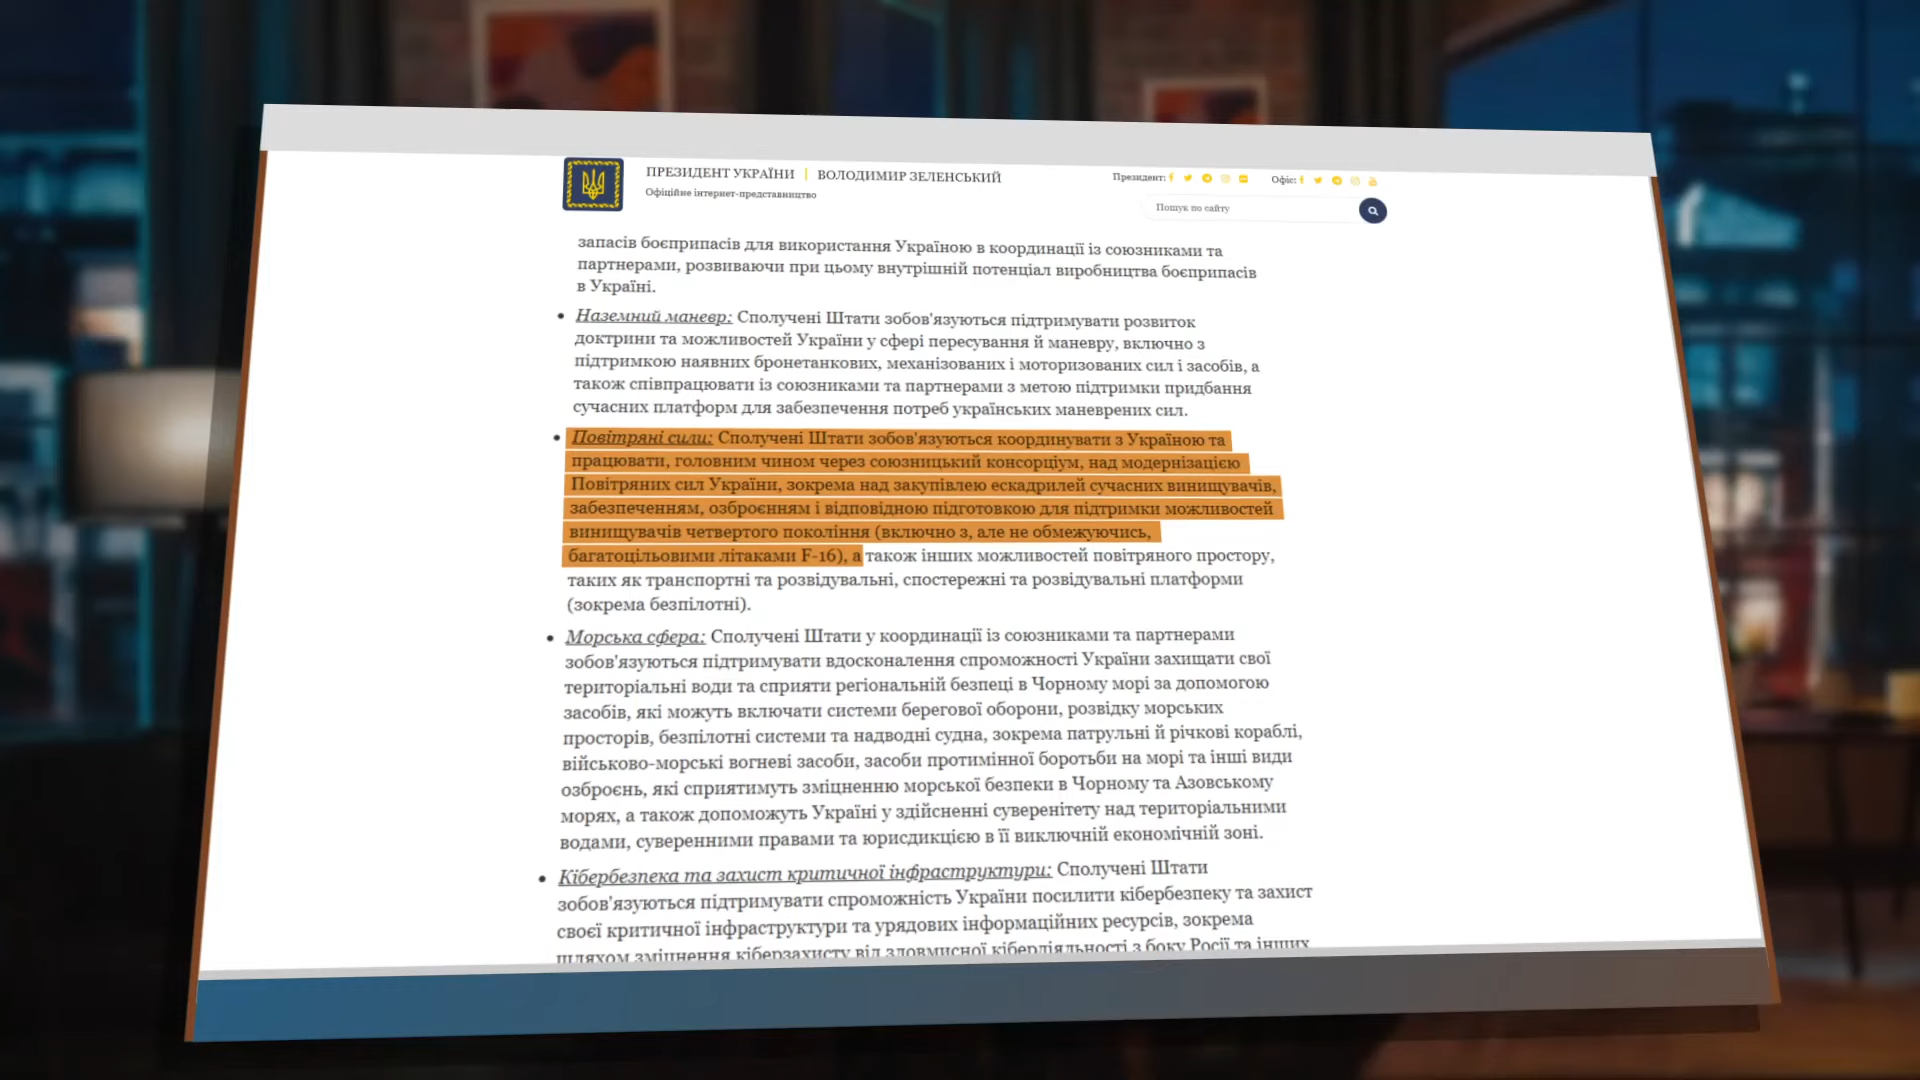 ПРЕЗИДЕНТ УКРАЇНИ | ВОЛОДИМИР ЗЕЛЕНСЬКИЙ
Офіційне інтернет-представництво
Президент:
Офіс:
Пошук по сайту
запасів боєприпасів для використання Україною в координації із союзниками та
партнерами, розвиваючи при цьому внутрішній потенціал виробництва боєприпасів
в Україні.
• Наземний маневр: Сполучені Штати зобов'язуються підтримувати розвиток
доктрини та можливостей України у сфері пересування й маневру, включно з
підтримкою наявних бронетанкових, механізованих і моторизованих сил і засобів, а
також співпрацювати із союзниками та партнерами з метою підтримки придбання
сучасних платформ для забезпечення потреб українських маневрених сил.
• Повітряні сили: Сполучені Штати зобов'язуються координувати з Україною та
працювати, головним чином через союзницький консорціум, над модернізацією
Повітряних сил України, зокрема над закупівлею ескадрилей сучасних винищувачів,
забезпеченням, озброєнням і відповідною підготовкою для підтримки можливостей
винищувачів четвертого покоління (включно з, але не обмежуючись,
багатоцільовими літаками F-16), а також інших можливостей повітряного простору,
таких як транспортні та розвідувальні, спостережні та розвідувальні платформи
(зокрема безпілотні).
• Морська сфера: Сполучені Штати у координації із союзниками та партнерами
зобов'язуються підтримувати вдосконалення спроможності України захищати свої
територіальні води та сприяти регіональній безпеці в Чорному морі за допомогою
засобів, які можуть включати системи берегової оборони, розвідку морських
просторів, безпілотні системи та надводні судна, зокрема патрульні й річкові кораблі,
військово-морські вогневі засоби, засоби протимінної боротьби на морі та інші види
озброєнь, які сприятимуть зміцненню морської безпеки в Чорному та Азовському
морях, а також допоможуть Україні у здійсненні суверенітету над територіальними
водами, суверенними правами та юрисдикцією в її виключній економічній зоні.
• Кібербезпека та захист критичної інфраструктури: Сполучені Штати
зобов'язуються підтримувати спроможність України посилити кібербезпеку та захист
своєї критичної інфраструктури та урядових інформаційних ресурсів, зокрема
шляхом зміцнення кіберзахисту від зловмисної кібердіяльності з боку Росії та інших